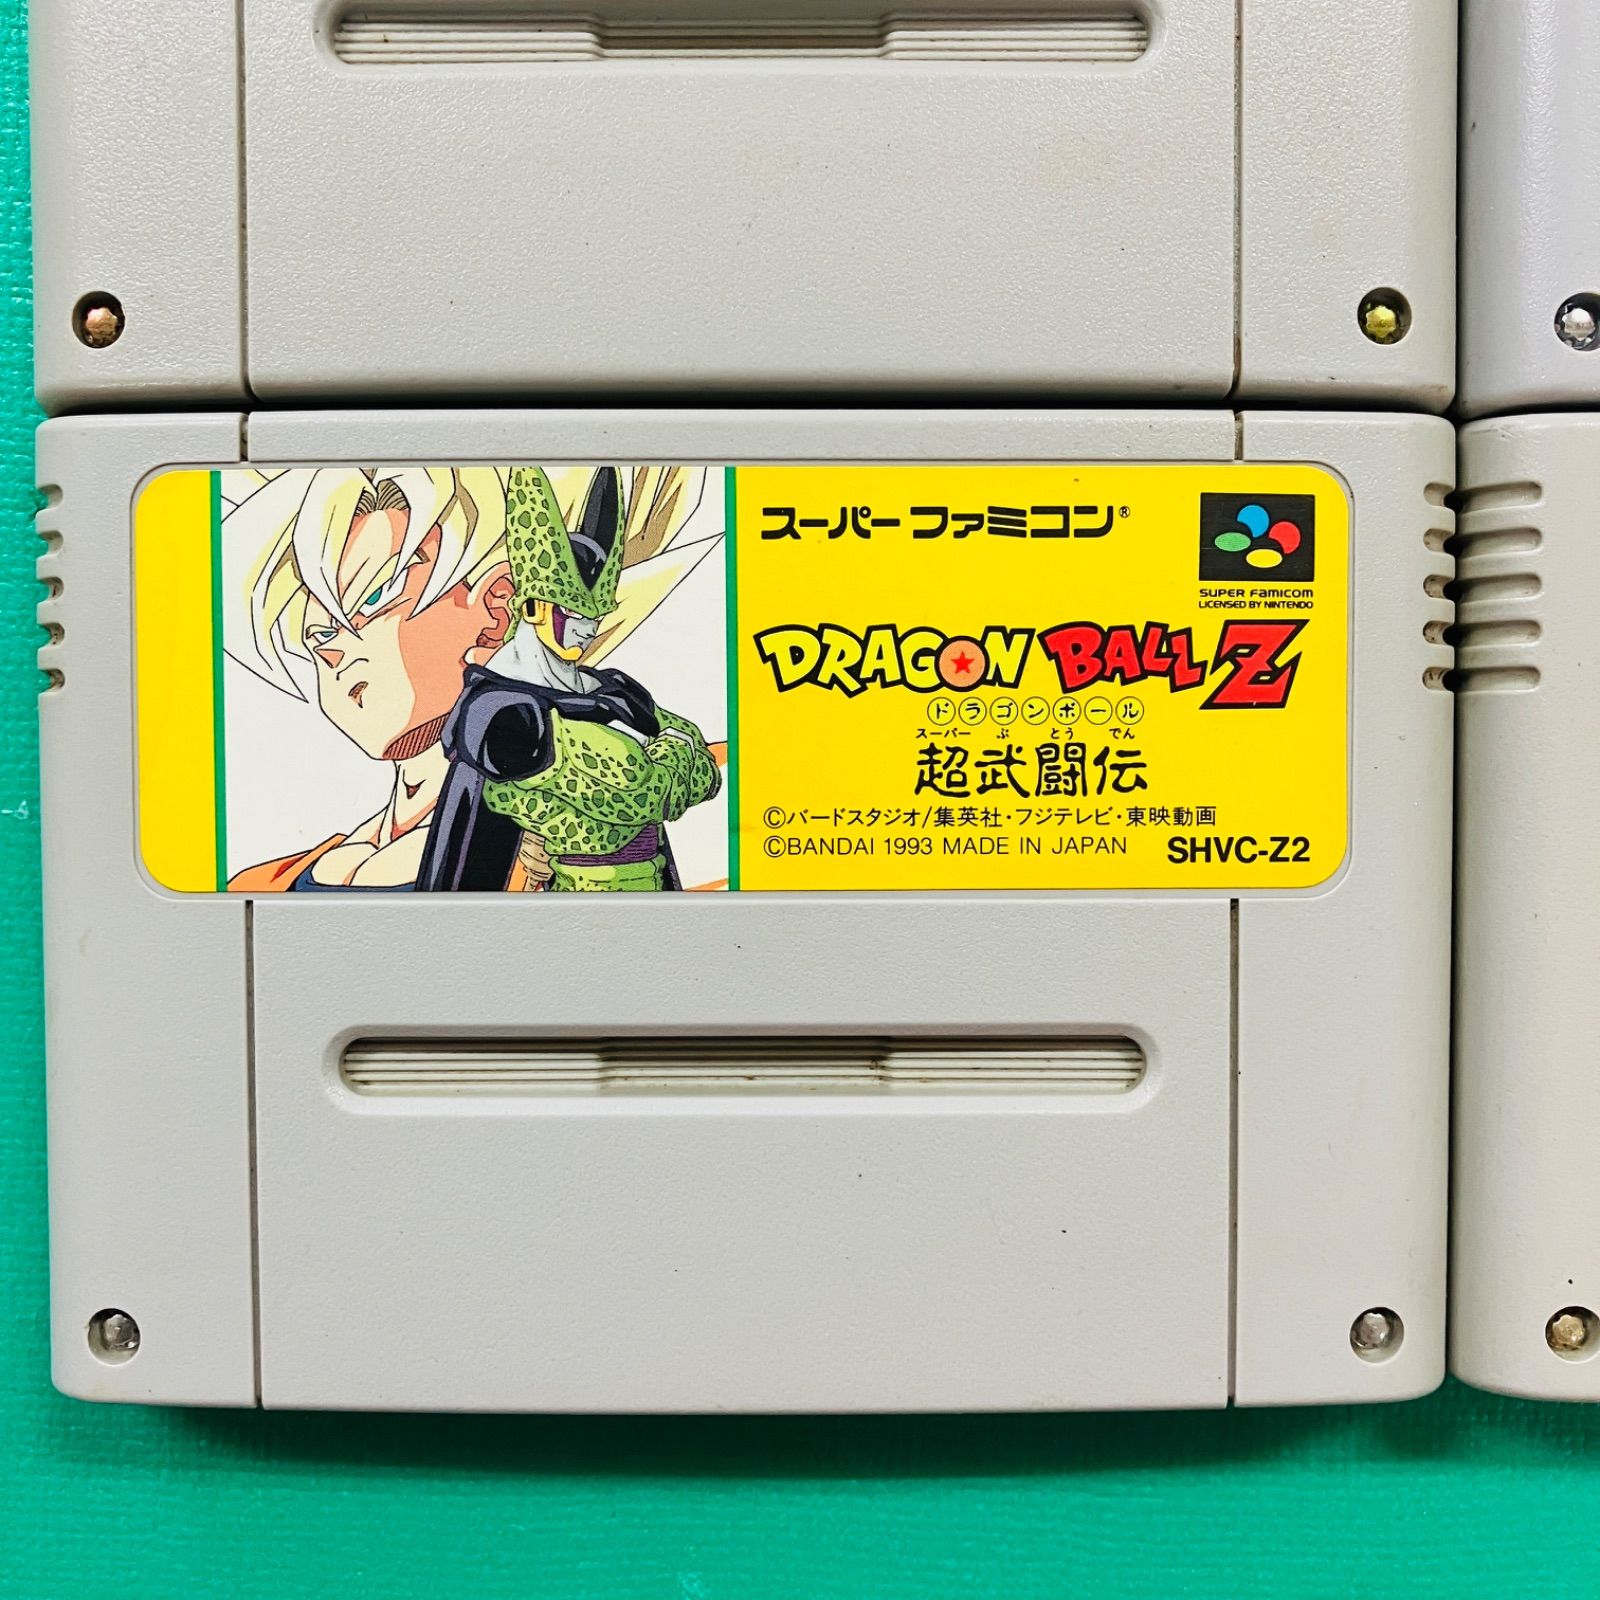 スーパーファミコン®
SUPER FAMICOM
LICENSED BY NINTENDO
DRAGON BALL Z
ドラゴンボール
スーパー ぶ とう でん
超武闘伝
©バードスタジオ/集英社・フジテレビ・東映動画
©BANDAI 1993 MADE IN JAPAN
SHVC-Z2